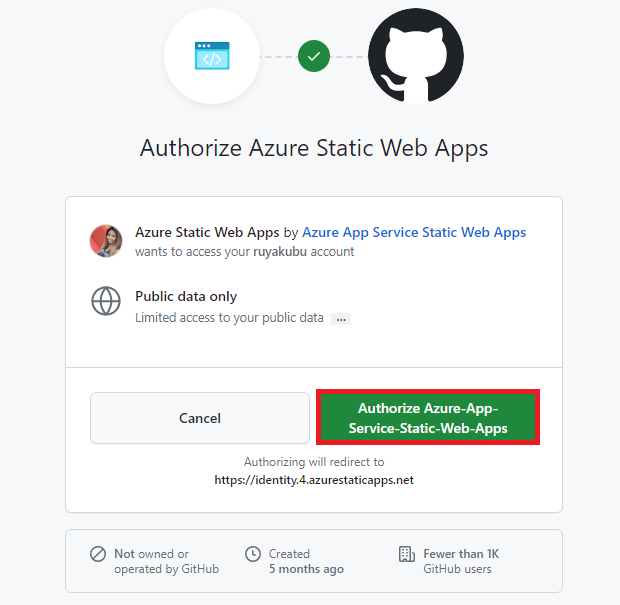 Authorize Azure Static Web Apps
Azure Static Web Apps by Azure App Service Static Web Apps
wants to access your ruyakubu account
Public data only
Limited access to your public data ...
Cancel
Authorize Azure-App-
Service-Static-Web-Apps
Authorizing will redirect to
https://identity.4.azurestaticapps.net
Not owned or
operated by GitHub
Created
5 months ago
Fewer than 1K
GitHub users